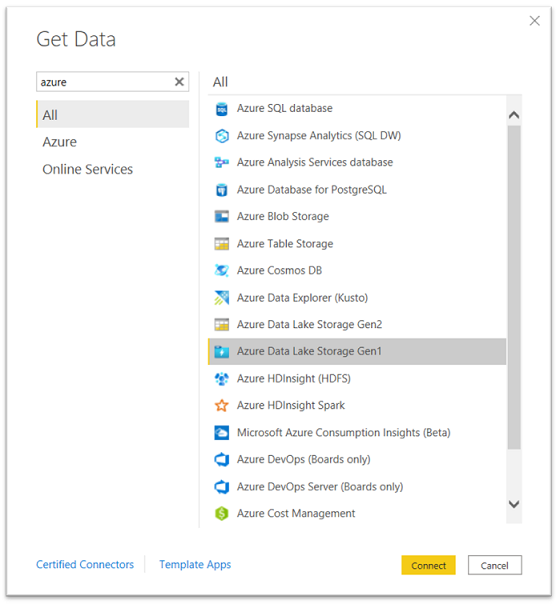 Get Data
azure
All
Azure
Online Services
All
Azure SQL database
Azure Synapse Analytics (SQL DW)
Azure Analysis Services database
Azure Database for PostgreSQL
Azure Blob Storage
Azure Table Storage
Azure Cosmos DB
Azure Data Explorer (Kusto)
Azure Data Lake Storage Gen2
Azure Data Lake Storage Gen1
Azure HDInsight (HDFS)
Azure HDInsight Spark
Microsoft Azure Consumption Insights (Beta)
Azure DevOps (Boards only)
Azure DevOps Server (Boards only)
Azure Cost Management
Certified Connectors
Template Apps
Connect
Cancel